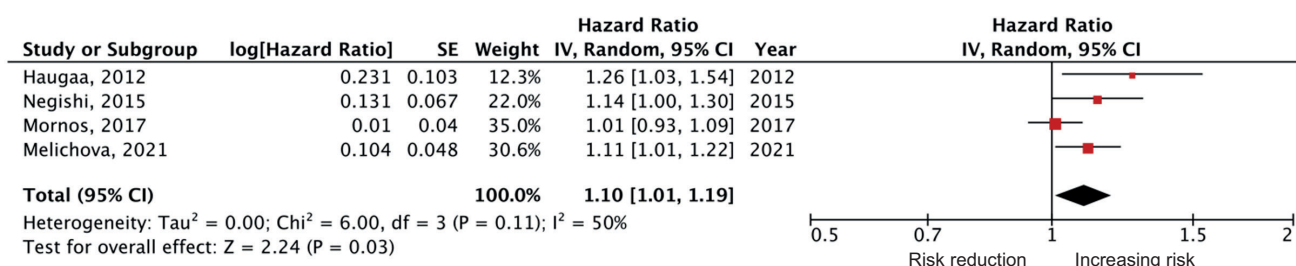 Hazard Ratio Hazard Ratio
Study or Subgroup log[Hazard Ratio] SE Weight IV, Random, 95% CI Year IV, Random, 95% CI
Haugaa, 2012 0.231 0.103 12.3% 1.26 [1.03, 1.54] 2012
Negishi, 2015 0.131 0.067 22.0% 1.14 [1.00, 1.30] 2015
Mornos, 2017 0.01 0.04 35.0% 1.01 [0.93, 1.09] 2017
Melichova, 2021 0.104 0.048 30.6% 1.11 [1.01, 1.22] 2021
Total (95% CI) 100.0% 1.10 [1.01, 1.19]
Heterogeneity: Tau² = 0.00; Chi² = 6.00, df = 3 (P = 0.11); I² = 50%
Test for overall effect: Z = 2.24 (P = 0.03)
0.5 0.7 1 1.5 2
Risk reduction Increasing risk